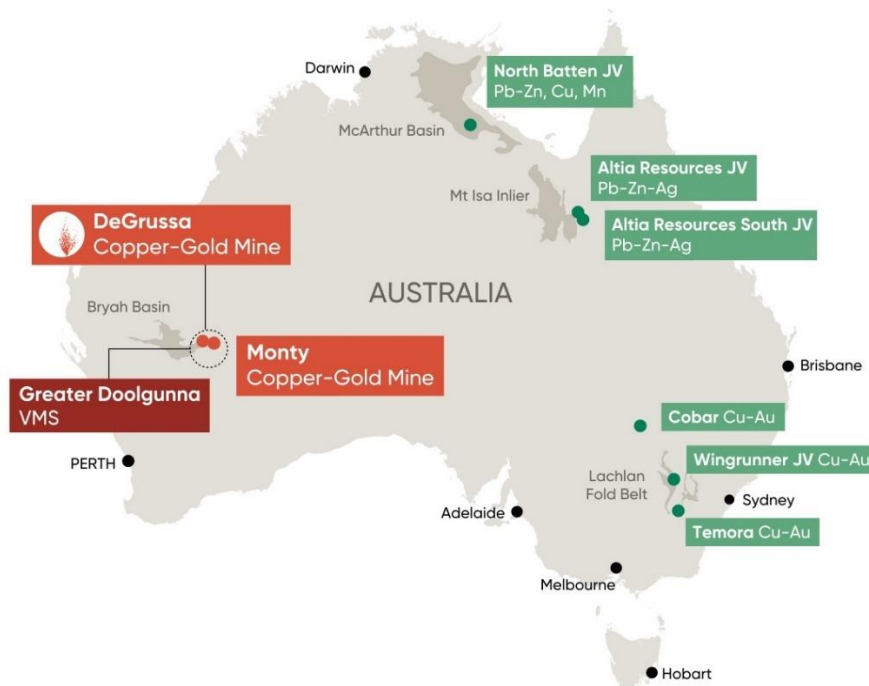 Darwin
North Batten JV
Pb-Zn, Cu, Mn
McArthur Basin
Altia Resources JV
Pb-Zn-Ag
Mt Isa Inlier
Altia Resources South JV
Pb-Zn-Ag
DeGrussa
Copper-Gold Mine
AUSTRALIA
Bryah Basin
Monty
Copper-Gold Mine
Brisbane
Greater Doolgunna
VMS
Cobar Cu-Au
PERTH
Wingrunner JV Cu-Au
Lachlan
Fold Belt
Sydney
Adelaide
Temora Cu-Au
Melbourne
Hobart